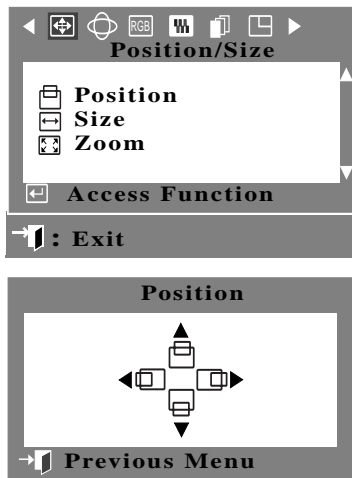 RGB
Position/Size
Position
Size
Zoom
Access Function
: Exit
Position
Previous Menu